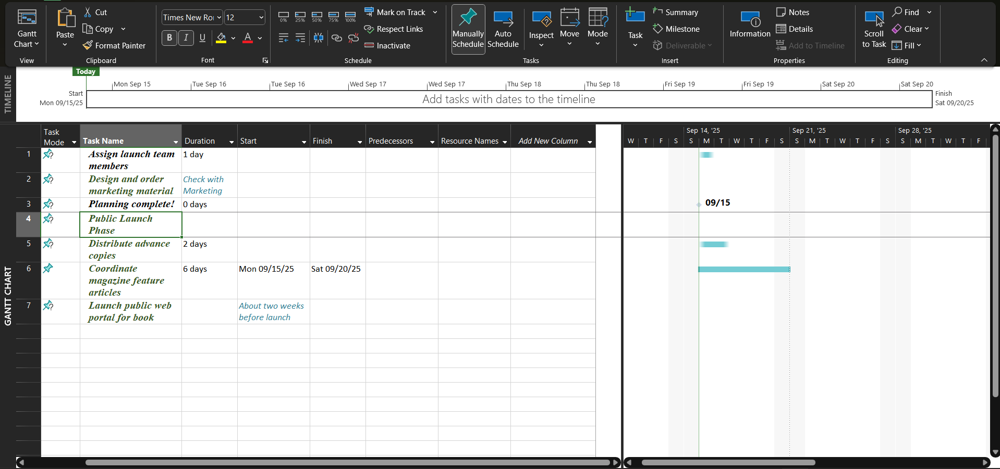 Gantt
Chart
View
Paste
Cut
Copy
Format Painter
Clipboard
Times New Ro
12
B I U
A
Font
0% 25% 50% 75% 100%
Mark on Track
Respect Links
Inactivate
Schedule
Manually
Schedule
Auto
Schedule
Inspect
Move
Mode
Tasks
Task
Summary
Milestone
Deliverable
Insert
Information
Notes
Details
Add to Timeline
Properties
Scroll
to Task
Find
Clear
Fill
Editing
TIMELINE
Today
Mon Sep 15 Tue Sep 16 Tue Sep 16 Wed Sep 17 Wed Sep 17 Thu Sep 18 Thu Sep 18 Fri Sep 19 Fri Sep 19 Sat Sep 20 Sat Sep 20
Start
Mon 09/15/25
Add tasks with dates to the timeline
Finish
Sat 09/20/25
GANTT CHART
Task
Mode
Task Name
Duration
Start
Finish
Predecessors
Resource Names
Add New Column
Sep 14, '25 Sep 21, '25 Sep 28, '25
W T F S S M T W T F S S M T W T F S S M T W T F
1 Assign launch team
members
1 day
2 Design and order
marketing material
Check with
Marketing
3 Planning complete! 0 days
09/15
4 Public Launch
Phase
5 Distribute advance
copies
2 days
6 Coordinate
magazine feature
articles
6 days Mon 09/15/25 Sat 09/20/25
7 Launch public web
portal for book
About two weeks
before launch